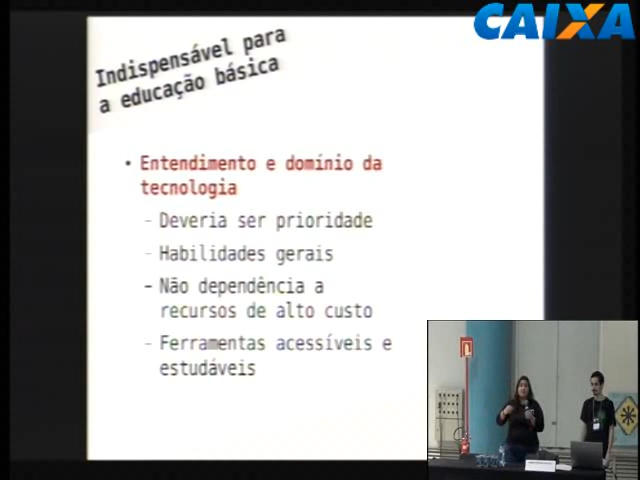 CAIXA
Indispensável para
a educação básica
• Entendimento e domínio da
tecnologia
- Deveria ser prioridade
- Habilidades gerais
- Não dependência a
recursos de alto custo
- Ferramentas acessíveis e
estudáveis